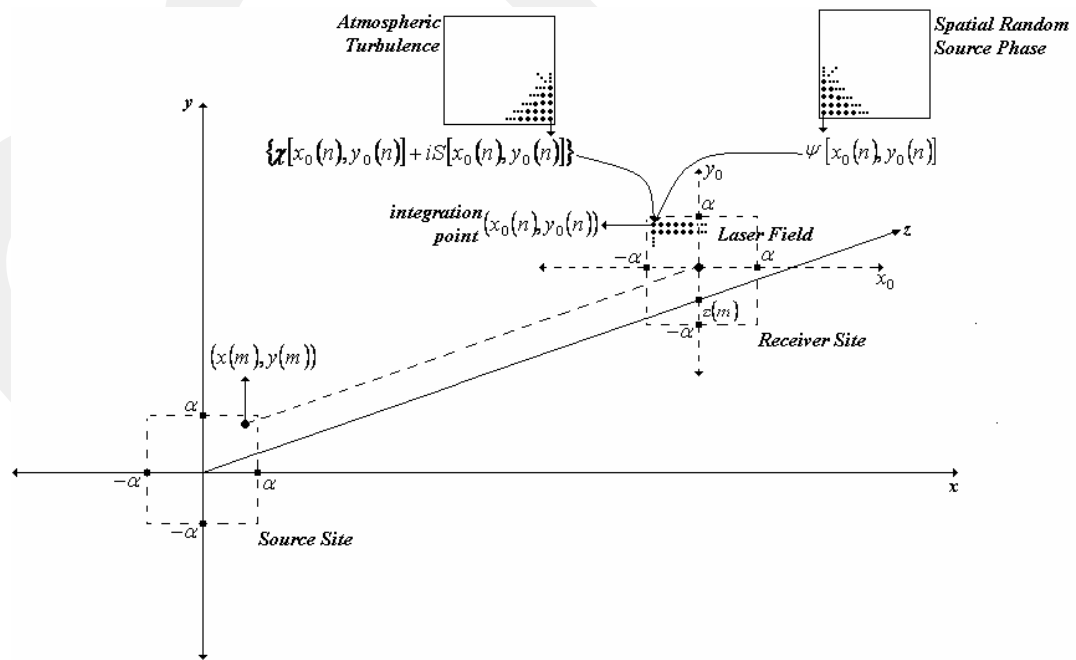 Atmospheric
Turbulence
Spatial Random
Source Phase
y
{χ[x₀(n), y₀(n)] + iS[x₀(n), y₀(n)]}
ψ[x₀(n), y₀(n)]
y₀
α
integration
point (x₀(n), y₀(n))
Laser Field
z
−α
α
x₀
z(m)
−α
Receiver Site
(x(m), y(m))
α
−α
α
x
−α
Source Site